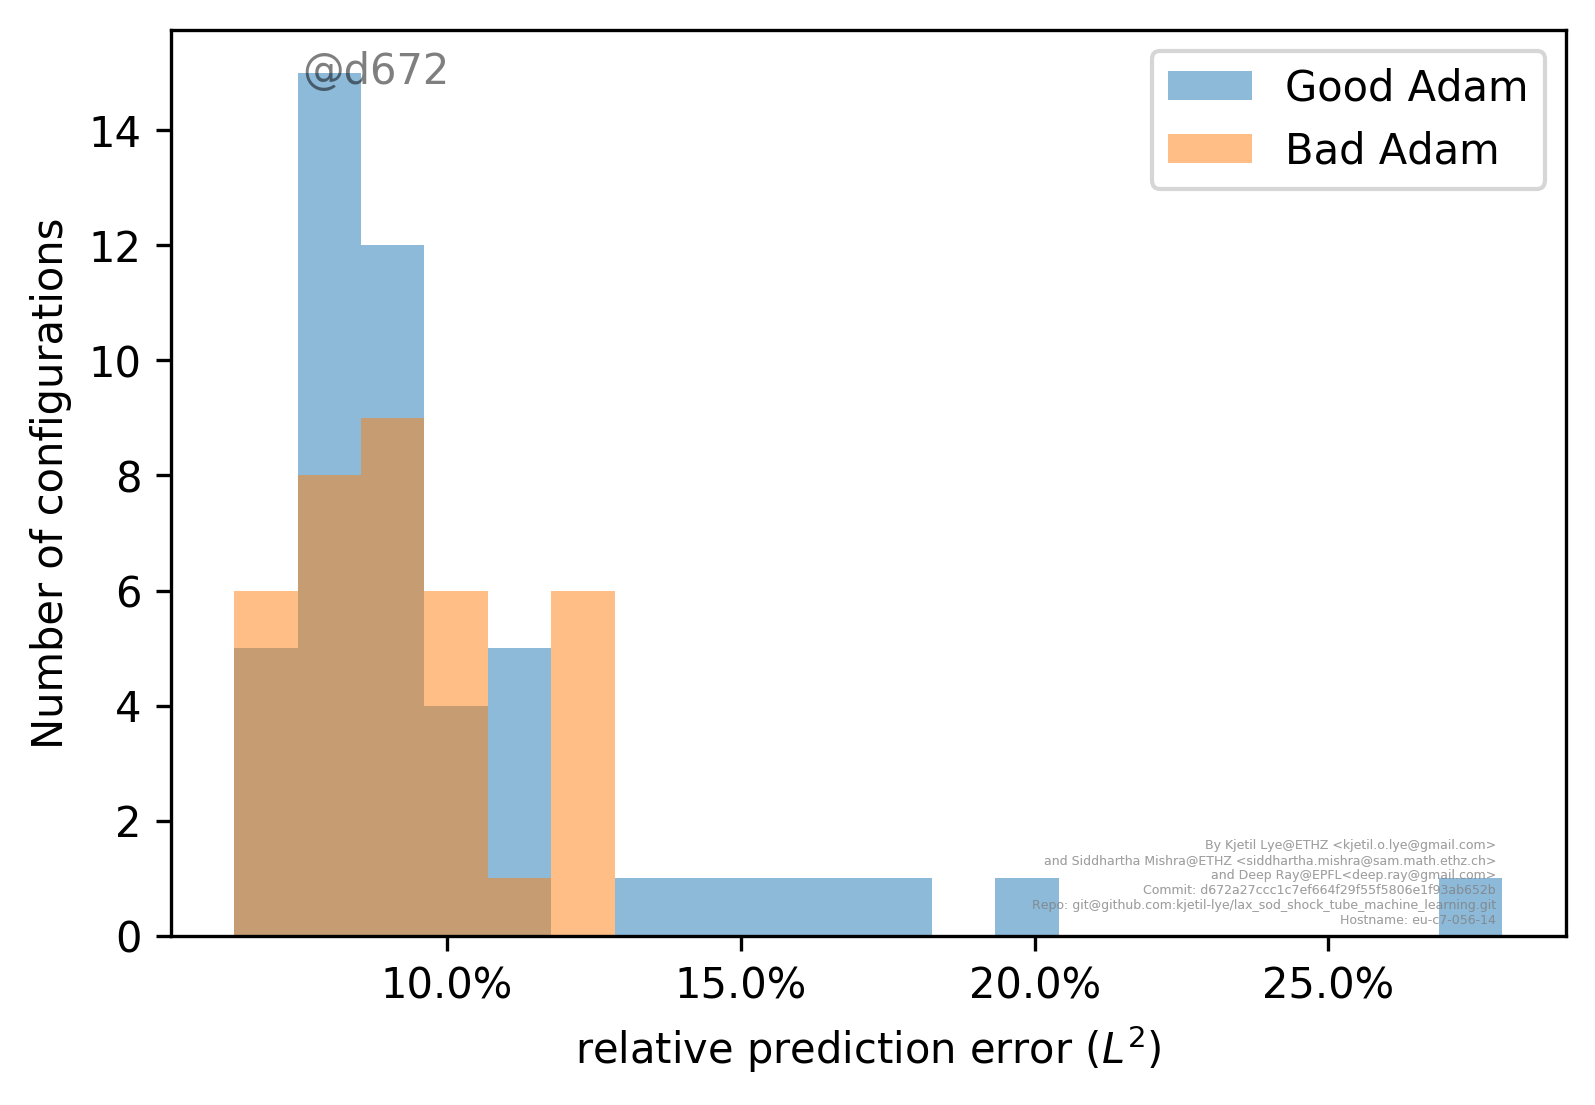 @d672
Good Adam
Bad Adam
Number of configurations
14
12
10
8
6
4
2
0
By Kjetil Lye@ETHZ <kjetil.o.lye@gmail.com>
and Siddhartha Mishra@ETHZ <siddhartha.mishra@sam.math.ethz.ch>
and Deep Ray@EPFL<deep.ray@gmail.com>
Commit: d672a27ccc1c7ef664f29f55f5806e1f93ab652b
Repo: git@github.com:kjetil-lye/lax_sod_shock_tube_machine_learning.git
Hostname: eu-c7-056-14
10.0% 15.0% 20.0% 25.0%
relative prediction error (L²)